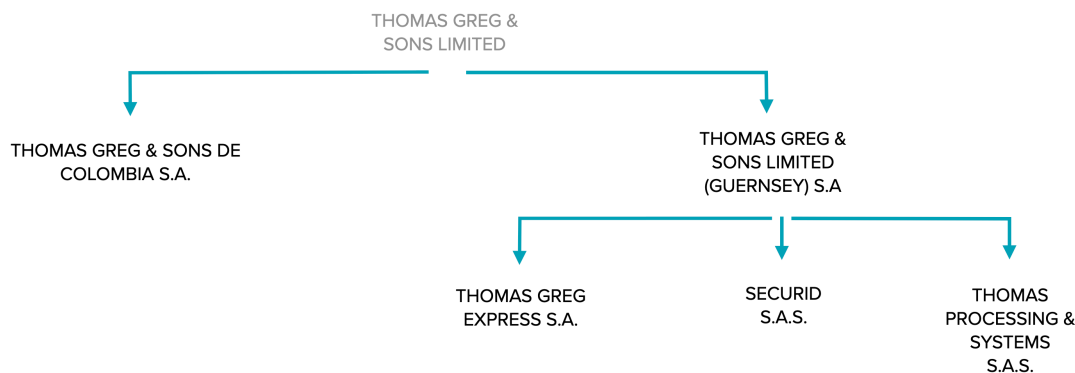 THOMAS GREG &
SONS LIMITED
THOMAS GREG & SONS DE
COLOMBIA S.A.
THOMAS GREG &
SONS LIMITED
(GUERNSEY) S.A
THOMAS GREG
EXPRESS S.A.
SECURID
S.A.S.
THOMAS
PROCESSING &
SYSTEMS
S.A.S.